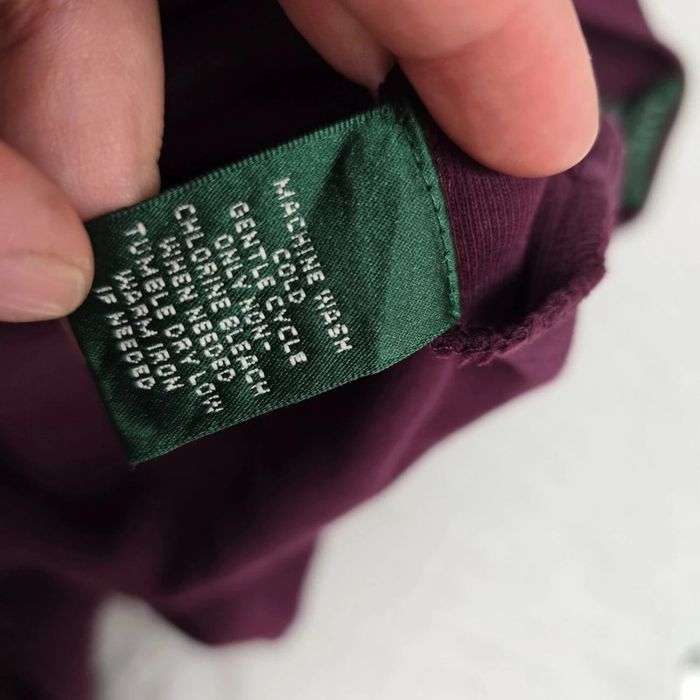 MACHINE WASH
COLD
GENTLE CYCLE
ONLY NON-
CHLORINE BLEACH
WHEN NEEDED
TUMBLE DRY LOW
WARM IRON
IF NEEDED